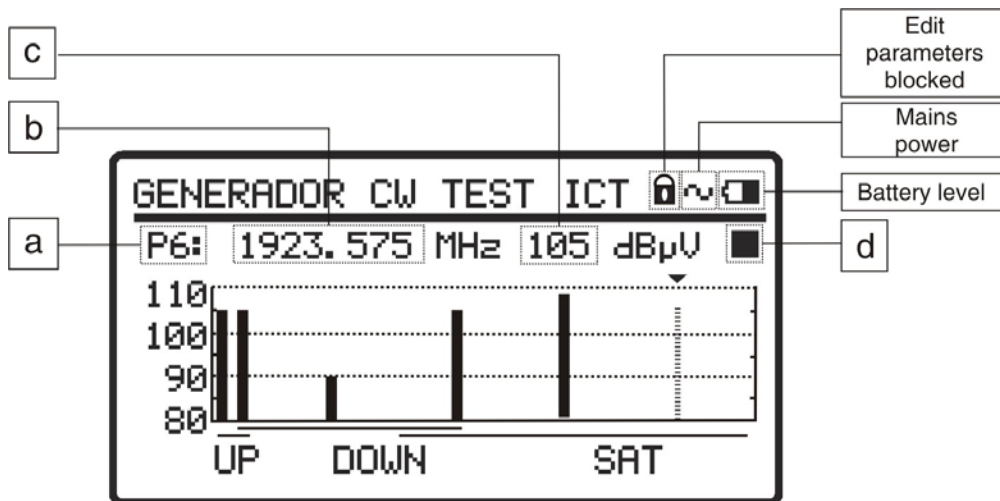 c
b
Edit
parameters
blocked
Mains
power
Battery level
GENERADOR CW TEST ICT
a
P6: 1923.575 MHz 105 dBµV
d
110
100
90
80
UP DOWN SAT